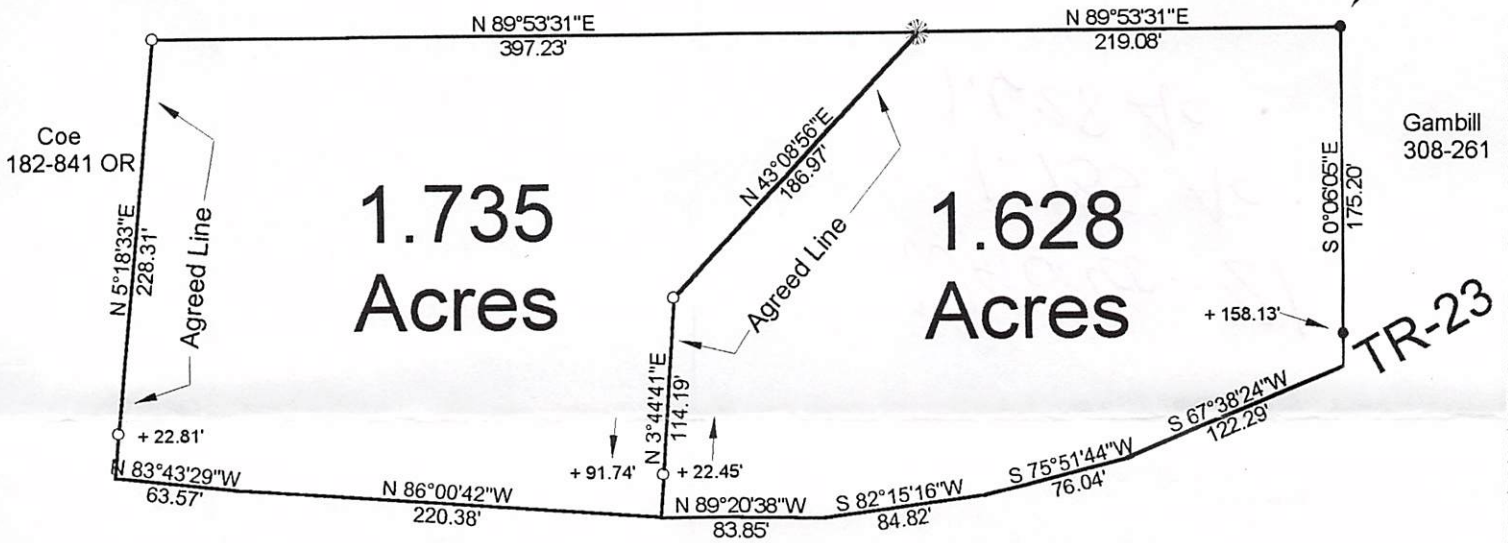 N 89°53'31"E
397.23'
N 89°53'31"E
219.08'
Coe
182-841 OR
N 5°18'33"E
228.31'
Agreed Line
1.735
Acres
N 43°08'56"E
186.97'
Agreed Line
1.628
Acres
S 0°06'05"E
175.20'
Gambill
308-261
+ 158.13'
TR-23
N 3°44'41"E
114.19'
+ 22.81'
+ 91.74'
+ 22.45'
N 83°43'29"W
63.57'
N 86°00'42"W
220.38'
N 89°20'38"W
83.85'
S 82°15'16"W
84.82'
S 75°51'44"W
76.04'
S 67°38'24"W
122.29'